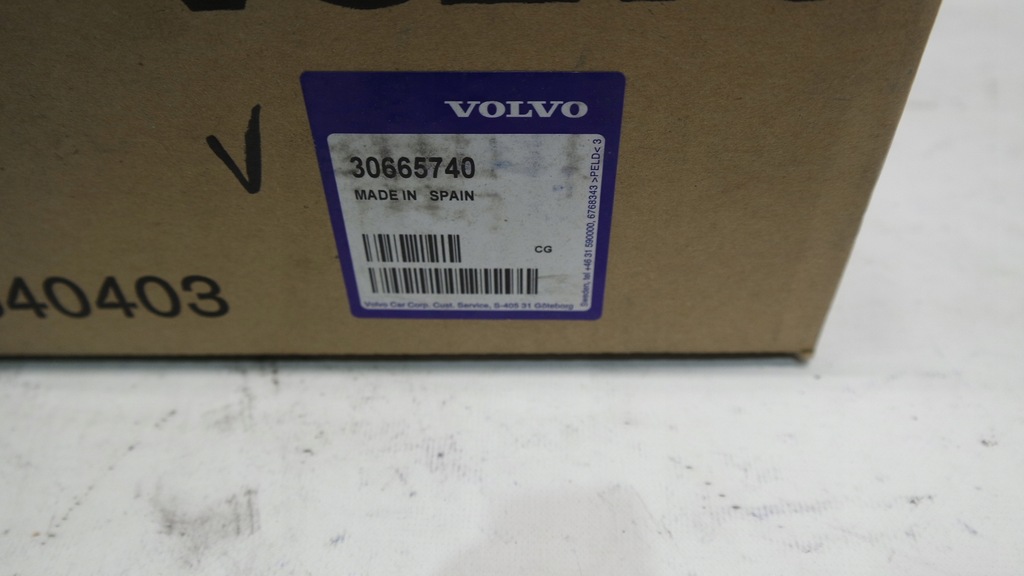 VOLVO
30665740
MADE IN SPAIN
CG
Volvo Car Corp. Cust. Service, S-405 31 Göteborg
Sweden, tel +46 31 590000, 6768343 >PELD< 3
V
40403